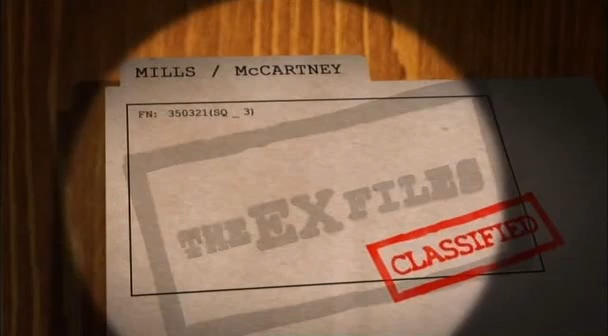 MILLS / McCARTNEY
FN: 350321(SQ _ 3)
THE EX FILES
CLASSIFIED